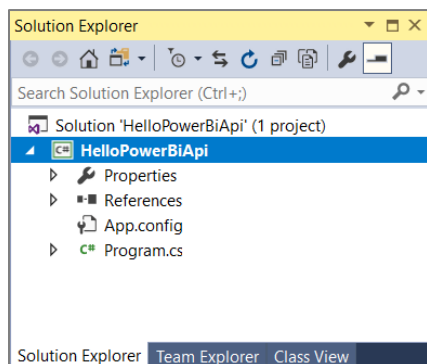 Solution Explorer
Search Solution Explorer (Ctrl+;)
Solution 'HelloPowerBiApi' (1 project)
C# HelloPowerBiApi
Properties
References
App.config
C# Program.cs
Solution Explorer Team Explorer Class View